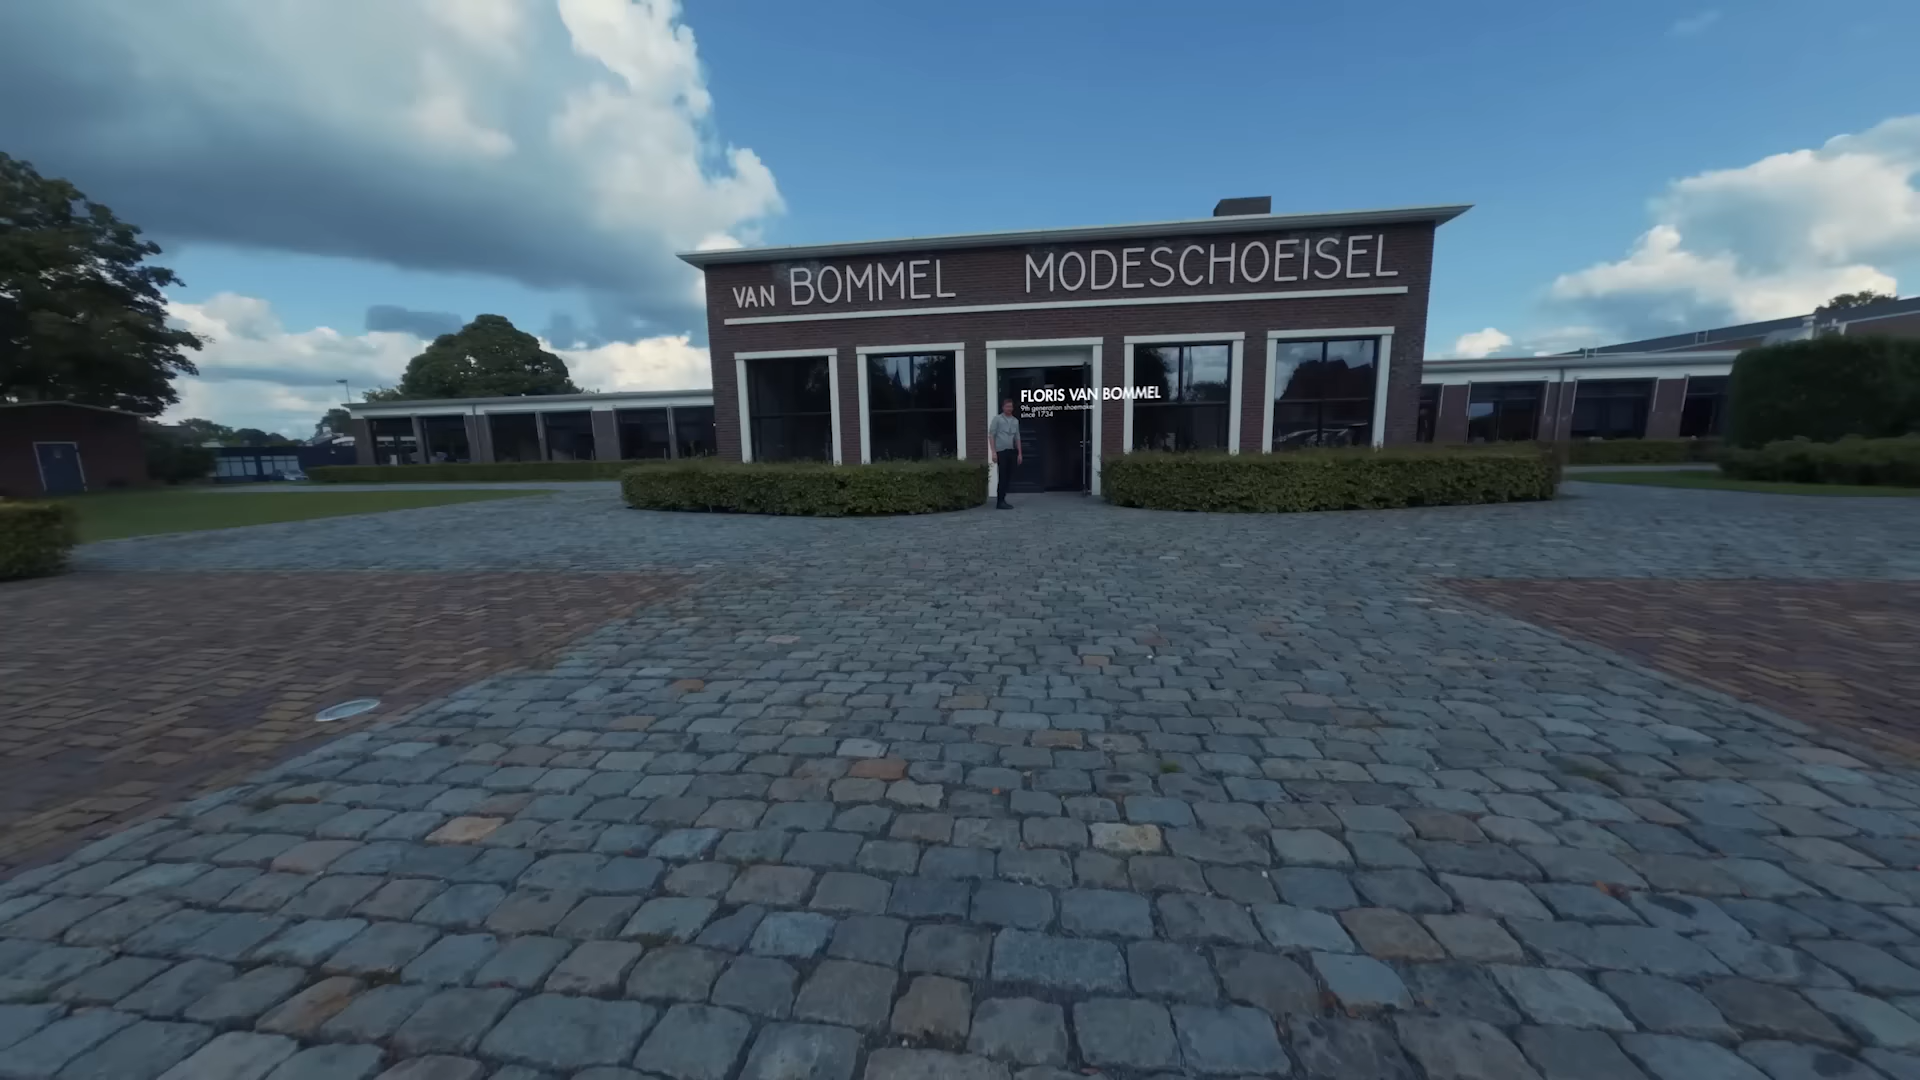 VAN BOMMEL MODESCHOEISEL
FLORIS VAN BOMMEL
9th generation shoemaker
since 1734